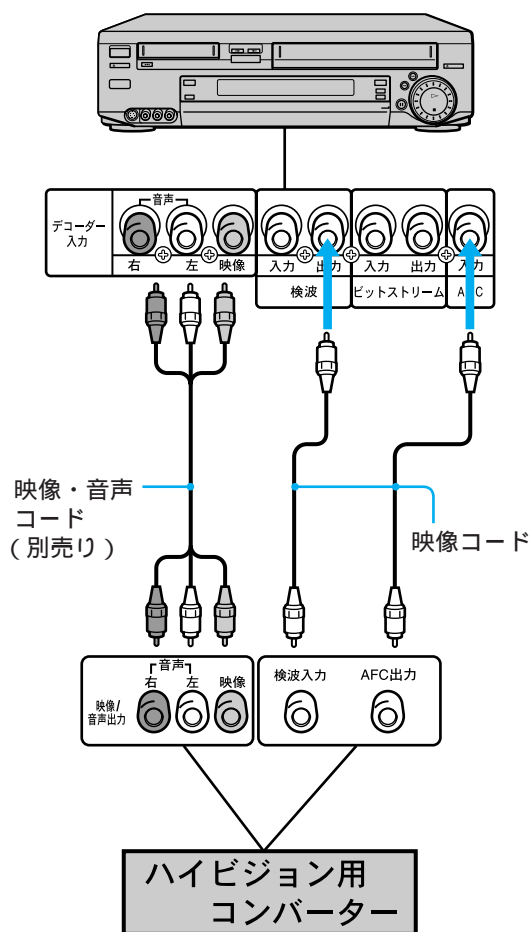 音声
デコーダー
入力
右 左 映像 入力 出力 入力 出力 入力
検波 ビットストリーム AFC
映像・音声
コード
(別売り)
映像コード
音声
右 左 映像
映像/
音声出力
検波入力 AFC出力
ハイビジョン用
コンバーター